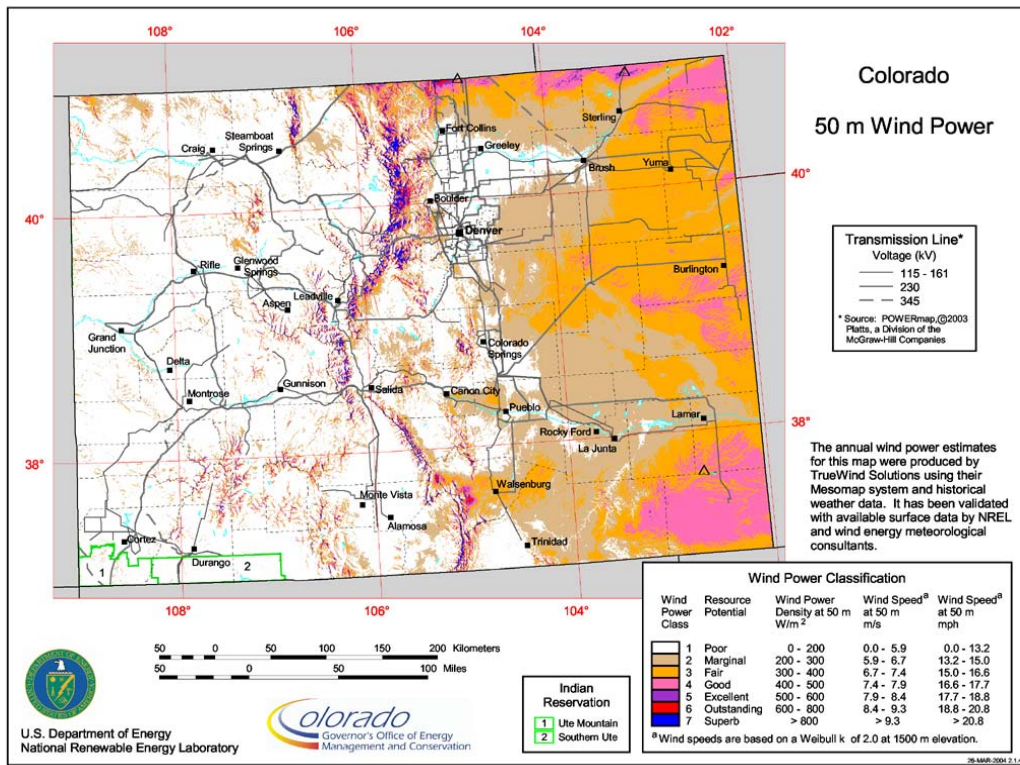 Colorado
50 m Wind Power
108°
106°
104°
102°
Sterling
Fort Collins
Steamboat
Springs
Craig
Greeley
Brush
Yuma
40°
Boulder
40°
Denver
Transmission Line*
Voltage (kV)
115 - 161
230
345
* Source: POWERmap,©2003
Platts, a Division of the
McGraw-Hill Companies
Rifle
Glenwood
Springs
Burlington
Leadville
Aspen
Grand
Junction
Colorado
Springs
Delta
Gunnison
Salida
Canon City
Montrose
Pueblo
Lamar
Rocky Ford
La Junta
38°
38°
The annual wind power estimates
for this map were produced by
TrueWind Solutions using their
Mesomap system and historical
weather data. It has been validated
with available surface data by NREL
and wind energy meteorological
consultants.
Walsenburg
Monte Vista
Alamosa
Cortez
Durango
Trinidad
1
2
108°
106°
104°
Wind Power Classification
Wind Resource Wind Power Wind Speed a Wind Speed a
Power Potential Density at 50 m at 50 m at 50 m
Class W/m 2 m/s mph
1 Poor 0 - 200 0.0 - 5.9 0.0 - 13.2
2 Marginal 200 - 300 5.9 - 6.7 13.2 - 15.0
3 Fair 300 - 400 6.7 - 7.4 15.0 - 16.6
4 Good 400 - 500 7.4 - 7.9 16.6 - 17.7
5 Excellent 500 - 600 7.9 - 8.4 17.7 - 18.8
6 Outstanding 600 - 800 8.4 - 9.3 18.8 - 20.8
7 Superb > 800 > 9.3 > 20.8
a Wind speeds are based on a Weibull k of 2.0 at 1500 m elevation.
50 0 50 100 150 200 Kilometers
50 0 50 100 Miles
Indian
Reservation
1 Ute Mountain
2 Southern Ute
U.S. Department of Energy
National Renewable Energy Laboratory
Colorado
Governor's Office of Energy
Management and Conservation